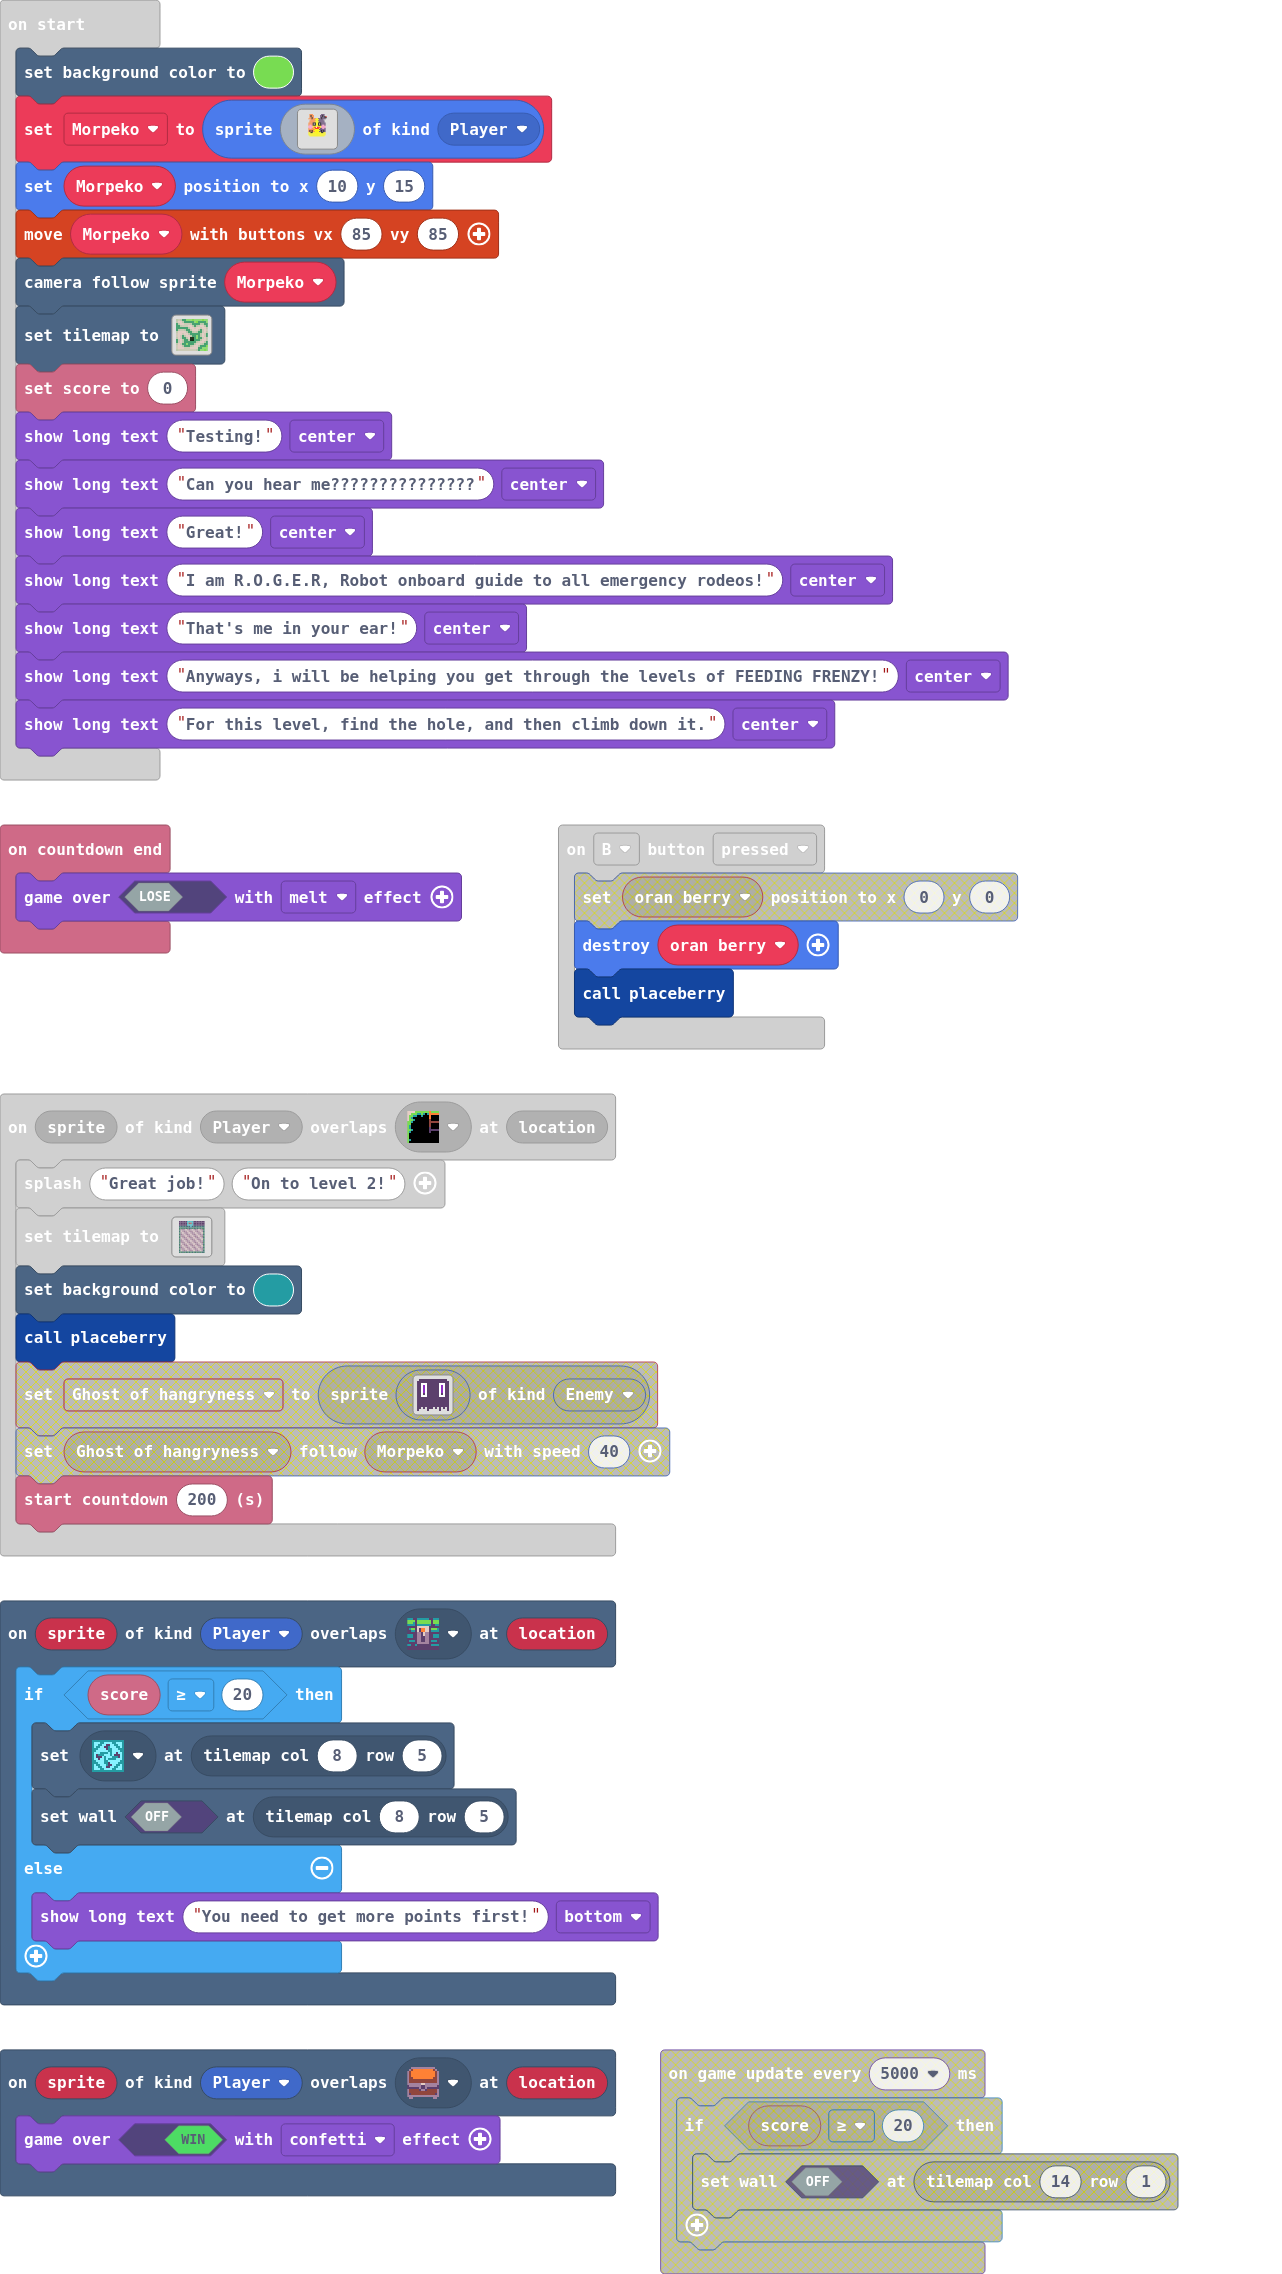 on start
set background color to
set Morpeko to sprite of kind Player
set Morpeko position to x 10 y 15
move Morpeko with buttons vx 85 vy 85
camera follow sprite Morpeko
set tilemap to
set score to 0
show long text "Testing!" center
show long text "Can you hear me???????????????" center
show long text "Great!" center
show long text "I am R.O.G.E.R, Robot onboard guide to all emergency rodeos!" center
show long text "That's me in your ear!" center
show long text "Anyways, i will be helping you get through the levels of FEEDING FRENZY!" center
show long text "For this level, find the hole, and then climb down it." center
on countdown end
game over LOSE with melt effect
on B button pressed
set oran berry position to x 0 y 0
destroy oran berry
call placeberry
on sprite of kind Player overlaps at location
splash "Great job!" "On to level 2!"
set tilemap to
set background color to
call placeberry
set Ghost of hangryness to sprite of kind Enemy
set Ghost of hangryness follow Morpeko with speed 40
start countdown 200 (s)
on sprite of kind Player overlaps at location
if score ≥ 20 then
set at tilemap col 8 row 5
set wall OFF at tilemap col 8 row 5
else
show long text "You need to get more points first!" bottom
on sprite of kind Player overlaps at location
game over WIN with confetti effect
on game update every 5000 ms
if score ≥ 20 then
set wall OFF at tilemap col 14 row 1